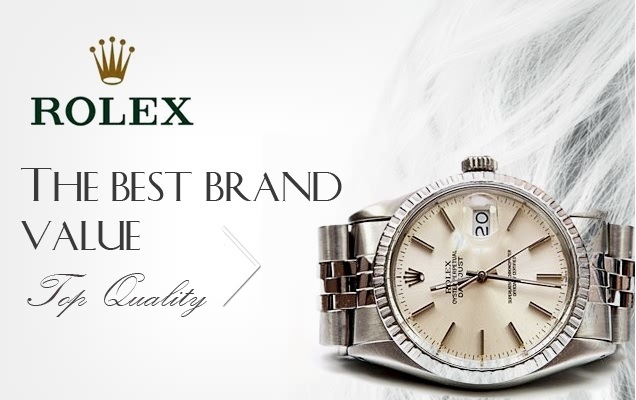 ROLEX
THE BEST BRAND
VALUE
Top Quality
20
ROLEX
OYSTER PERPETUAL
DATEJUST
SUPERLATIVE CHRONOMETER
OFFICIALLY CERTIFIED